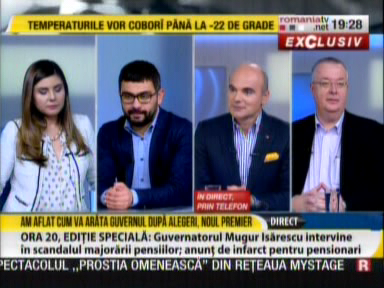 TEMPERATURILE VOR COBORÎ PÂNĂ LA -22 DE GRADE
romaniatv
.net
19:28
EXCLUSIV
ÎN DIRECT,
PRIN TELEFON
AM AFLAT CUM VA ARĂTA GUVERNUL DUPĂ ALEGERI, NOUL PREMIER
DIRECT
ORA 20, EDIȚIE SPECIALĂ: Guvernatorul Mugur Isărescu intervine
în scandalul majorării pensiilor; anunț de infarct pentru pensionari
SPECTACOLUL „PROSTIA OMENEASCĂ" DIN REȚEAUA MYSTAGE
R